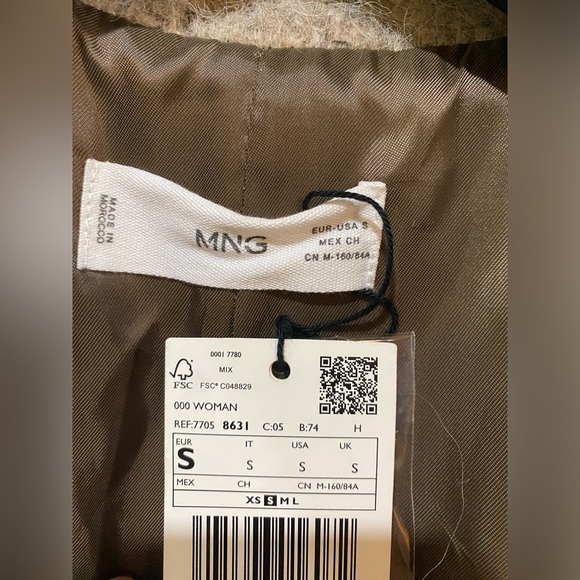 MADE IN
MOROCCO
MNG
EUR-USA S
MEX CH
CN M-160/84A
0001 7780
MIX
FSC
FSC® C048829
000 WOMAN
REF:7705 8631 C:05 B:74 H
EUR IT USA UK
S S S S
MEX CH CN M-160/84A
XS S M L